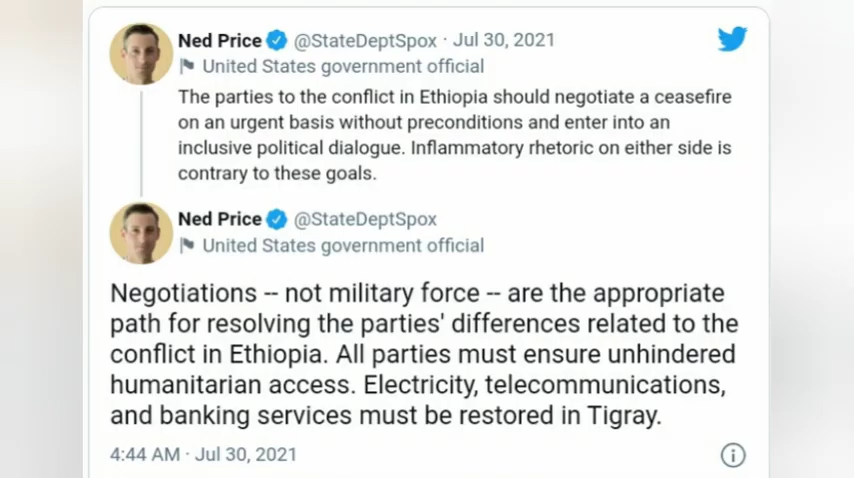 Ned Price @StateDeptSpox · Jul 30, 2021
United States government official
The parties to the conflict in Ethiopia should negotiate a ceasefire
on an urgent basis without preconditions and enter into an
inclusive political dialogue. Inflammatory rhetoric on either side is
contrary to these goals.
Ned Price @StateDeptSpox
United States government official
Negotiations -- not military force -- are the appropriate
path for resolving the parties' differences related to the
conflict in Ethiopia. All parties must ensure unhindered
humanitarian access. Electricity, telecommunications,
and banking services must be restored in Tigray.
4:44 AM · Jul 30, 2021